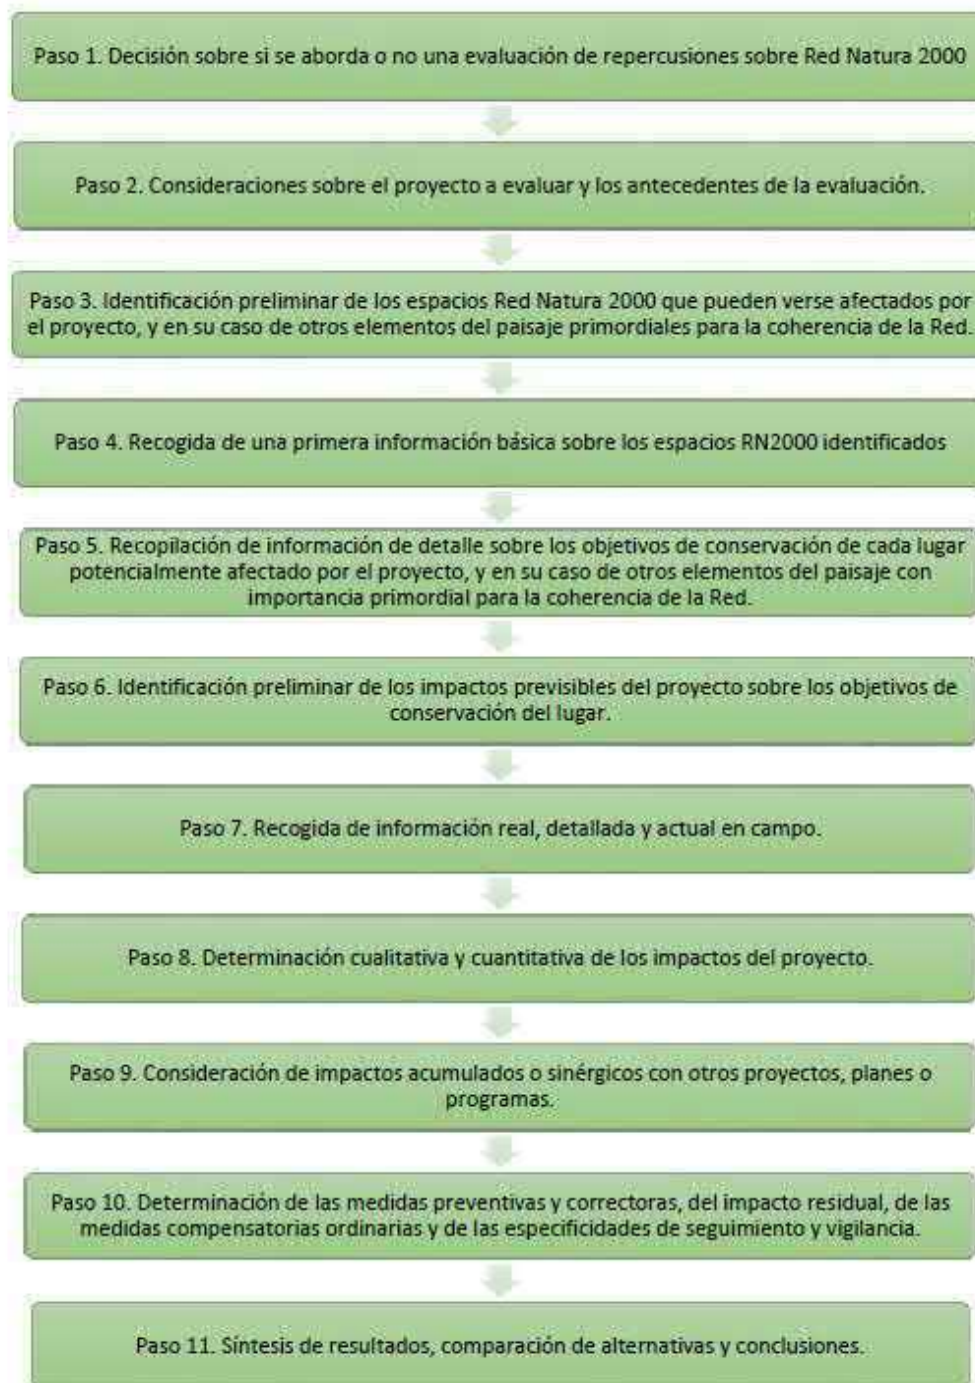 Paso 1. Decisión sobre si se aborda o no una evaluación de repercusiones sobre Red Natura 2000
Paso 2. Consideraciones sobre el proyecto a evaluar y los antecedentes de la evaluación.
Paso 3. Identificación preliminar de los espacios Red Natura 2000 que pueden verse afectados por
el proyecto, y en su caso de otros elementos del paisaje primordiales para la coherencia de la Red.
Paso 4. Recogida de una primera información básica sobre los espacios RN2000 identificados
Paso 5. Recopilación de información de detalle sobre los objetivos de conservación de cada lugar
potencialmente afectado por el proyecto, y en su caso de otros elementos del paisaje con
importancia primordial para la coherencia de la Red.
Paso 6. Identificación preliminar de los impactos previsibles del proyecto sobre los objetivos de
conservación del lugar.
Paso 7. Recogida de información real, detallada y actual en campo.
Paso 8. Determinación cualitativa y cuantitativa de los impactos del proyecto.
Paso 9. Consideración de impactos acumulados o sinérgicos con otros proyectos, planes o
programas.
Paso 10. Determinación de las medidas preventivas y correctoras, del impacto residual, de las
medidas compensatorias ordinarias y de las especificidades de seguimiento y vigilancia.
Paso 11. Síntesis de resultados, comparación de alternativas y conclusiones.